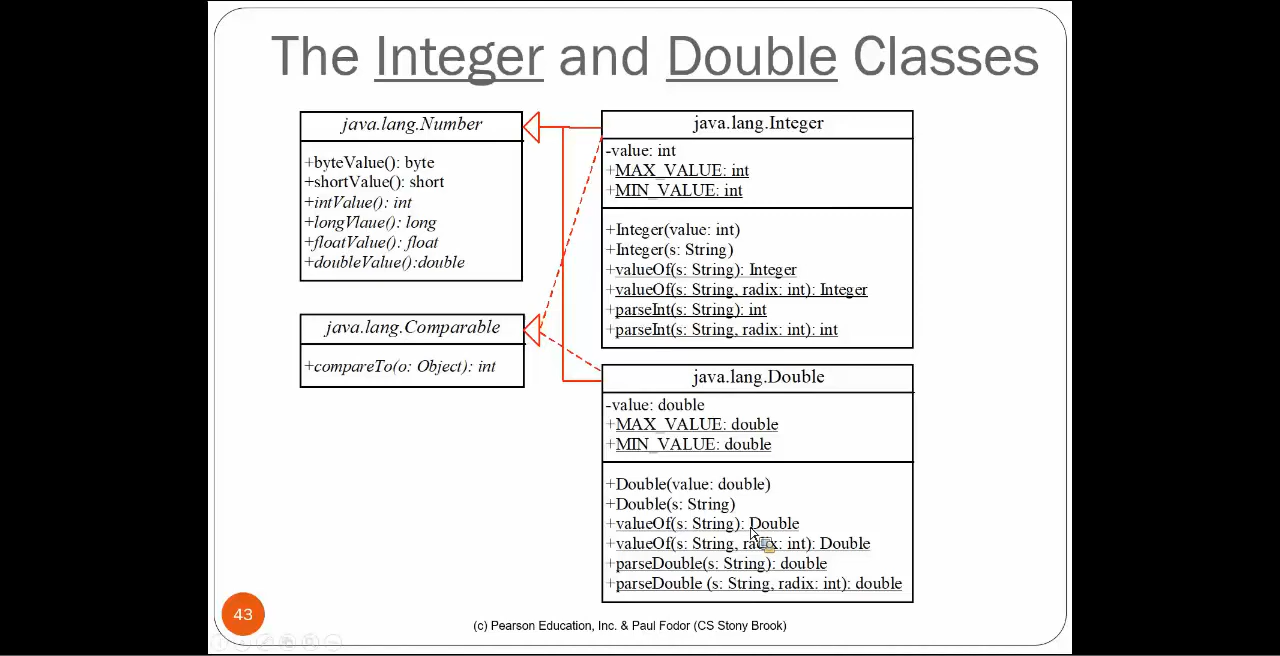 The Integer and Double Classes
java.lang.Number
+byteValue(): byte
+shortValue(): short
+intValue(): int
+longVlaue(): long
+floatValue(): float
+doubleValue():double
java.lang.Comparable
+compareTo(o: Object): int
java.lang.Integer
-value: int
+MAX_VALUE: int
+MIN_VALUE: int
+Integer(value: int)
+Integer(s: String)
+valueOf(s: String): Integer
+valueOf(s: String, radix: int): Integer
+parseInt(s: String): int
+parseInt(s: String, radix: int): int
java.lang.Double
-value: double
+MAX_VALUE: double
+MIN_VALUE: double
+Double(value: double)
+Double(s: String)
+valueOf(s: String): Double
+valueOf(s: String, radix: int): Double
+parseDouble(s: String): double
+parseDouble (s: String, radix: int): double
43
(c) Pearson Education, Inc. & Paul Fodor (CS Stony Brook)